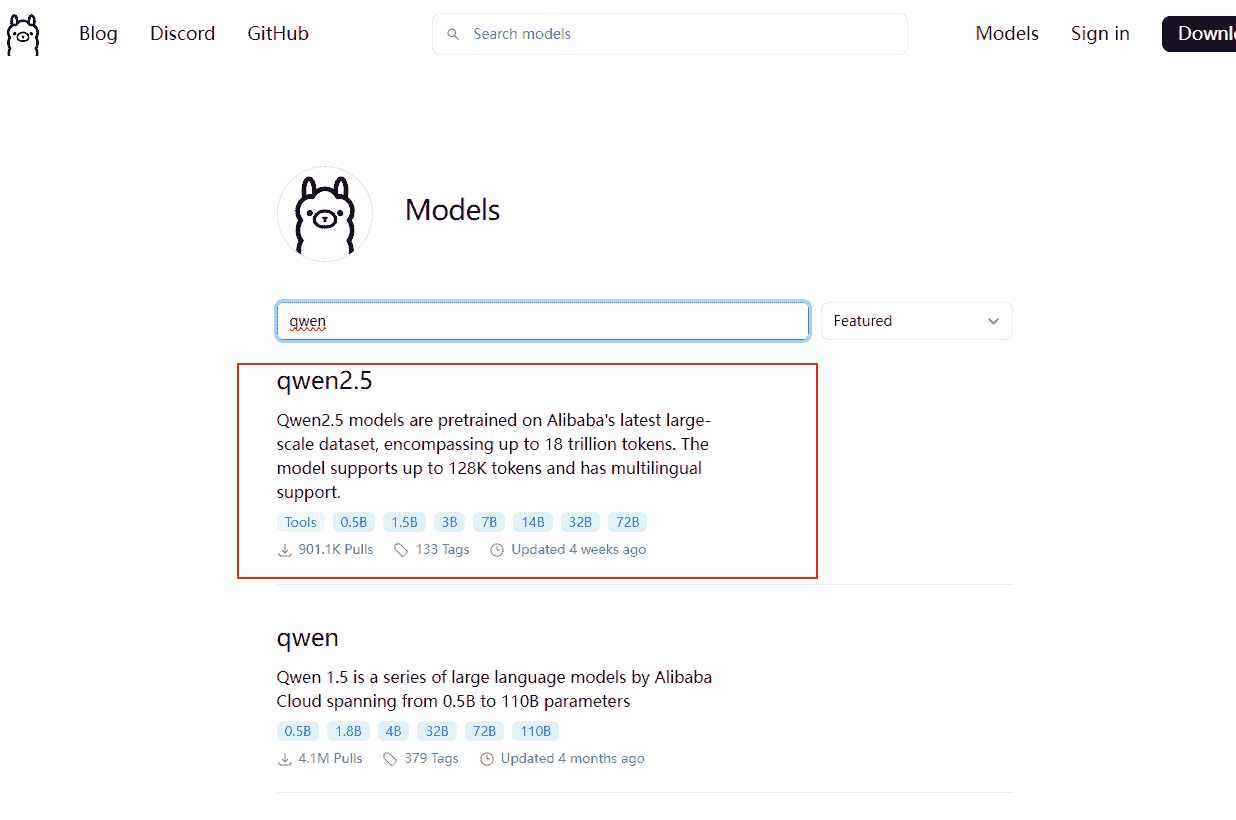 Blog Discord GitHub Search models Models Sign in Downl
Models
qwen Featured
qwen2.5
Qwen2.5 models are pretrained on Alibaba's latest large-
scale dataset, encompassing up to 18 trillion tokens. The
model supports up to 128K tokens and has multilingual
support.
Tools 0.5B 1.5B 3B 7B 14B 32B 72B
901.1K Pulls 133 Tags Updated 4 weeks ago
qwen
Qwen 1.5 is a series of large language models by Alibaba
Cloud spanning from 0.5B to 110B parameters
0.5B 1.8B 4B 32B 72B 110B
4.1M Pulls 379 Tags Updated 4 months ago